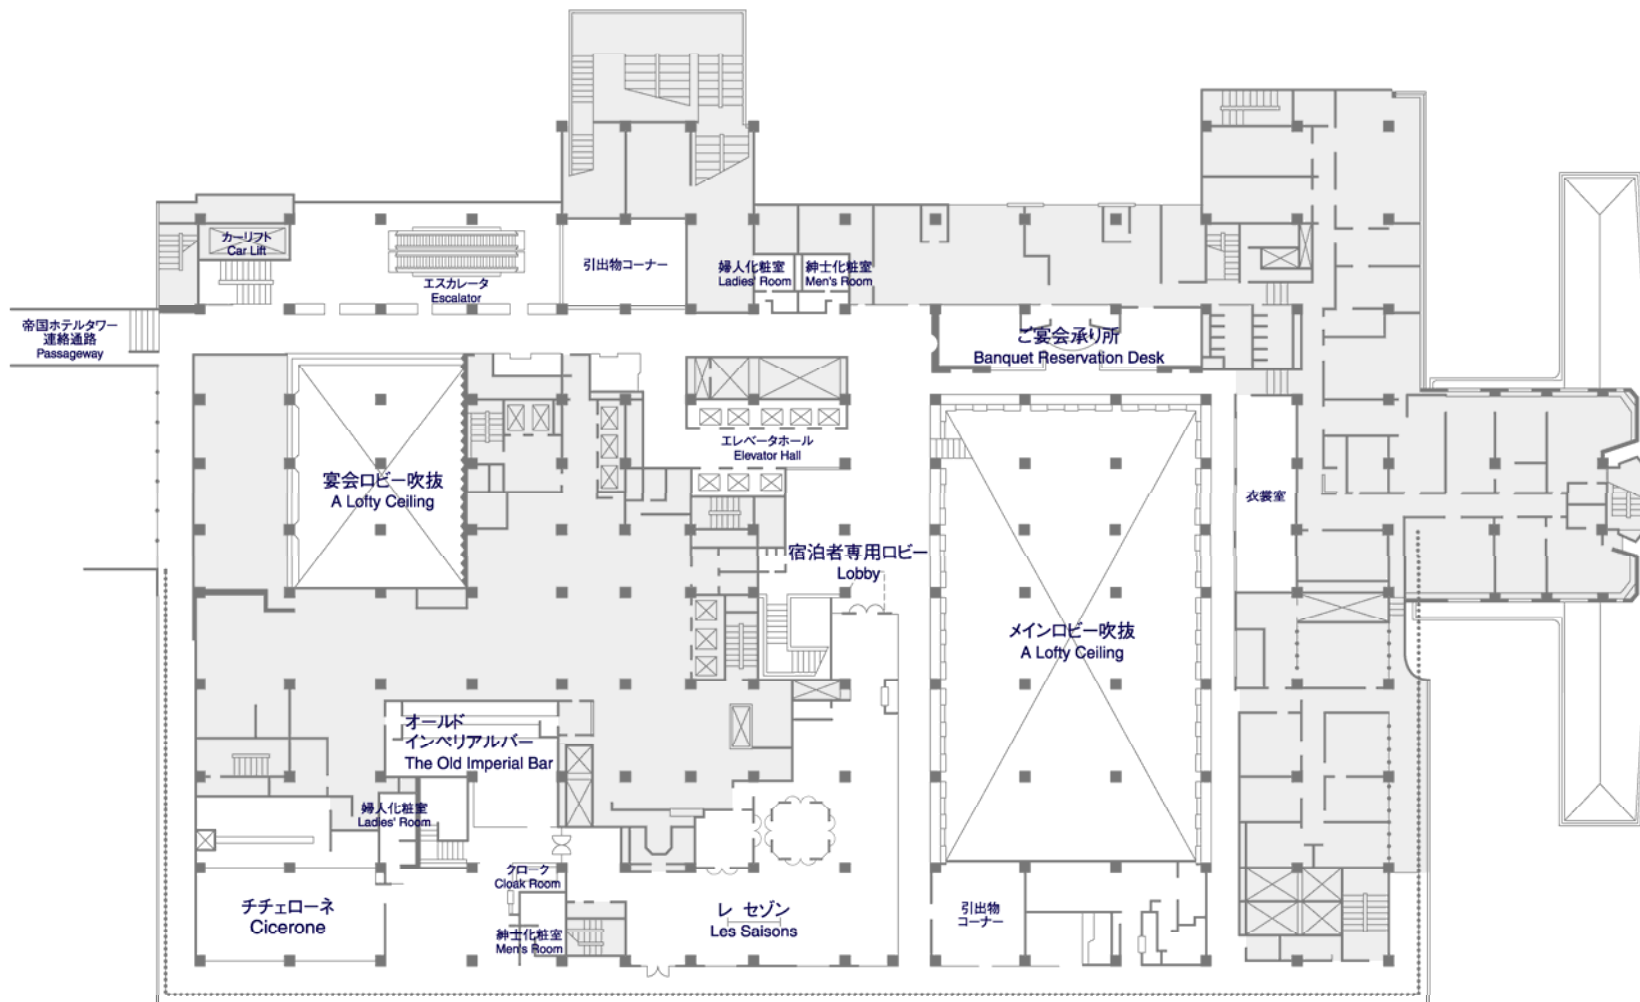 カーリフト
Car Lift
エスカレータ
Escalator
引出物コーナー
婦人化粧室
Ladies' Room
紳士化粧室
Men's Room
帝国ホテルタワー
連絡通路
Passageway
ご宴会承り所
Banquet Reservation Desk
エレベータホール
Elevator Hall
宴会ロビー吹抜
A Lofty Ceiling
衣裳室
宿泊者専用ロビー
Lobby
メインロビー吹抜
A Lofty Ceiling
オールド
インペリアルバー
The Old Imperial Bar
婦人化粧室
Ladies' Room
クローク
Cloak Room
チチェローネ
Cicerone
紳士化粧室
Men's Room
レ セゾン
Les Saisons
引出物
コーナー